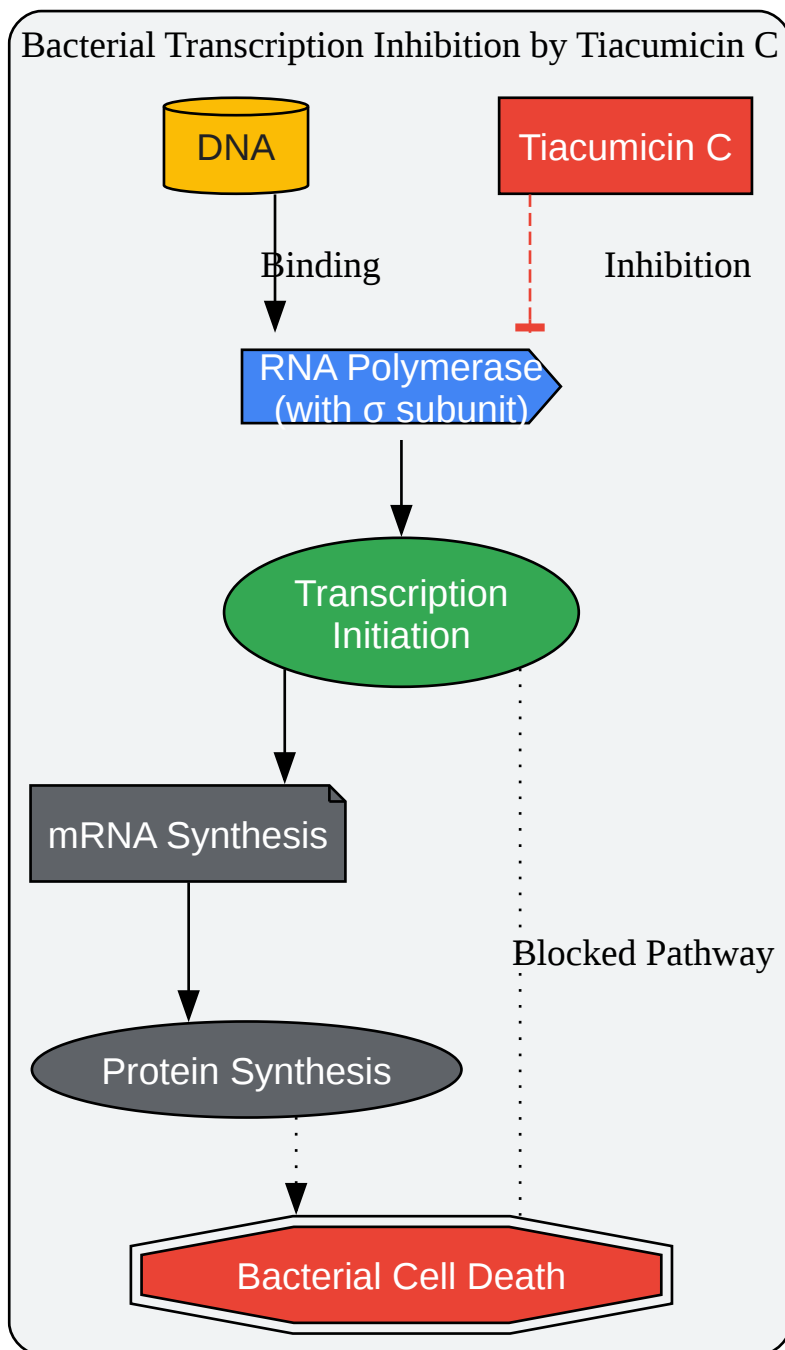 Bacterial Transcription Inhibition by Tiacumicin C
DNA
Tiacumicin C
Binding
Inhibition
RNA Polymerase
(with σ subunit)
Transcription
Initiation
mRNA Synthesis
Blocked Pathway
Protein Synthesis
Bacterial Cell Death